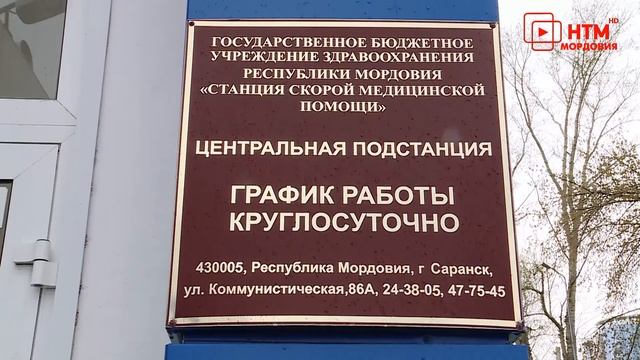 ГОСУДАРСТВЕННОЕ БЮДЖЕТНОЕ
УЧРЕЖДЕНИЕ ЗДРАВООХРАНЕНИЯ
РЕСПУБЛИКИ МОРДОВИЯ
«СТАНЦИЯ СКОРОЙ МЕДИЦИНСКОЙ
ПОМОЩИ»
ЦЕНТРАЛЬНАЯ ПОДСТАНЦИЯ
ГРАФИК РАБОТЫ
КРУГЛОСУТОЧНО
430005, Республика Мордовия, г Саранск,
ул. Коммунистическая,86А, 24-38-05, 47-75-45
НТМ HD
МОРДОВИЯ